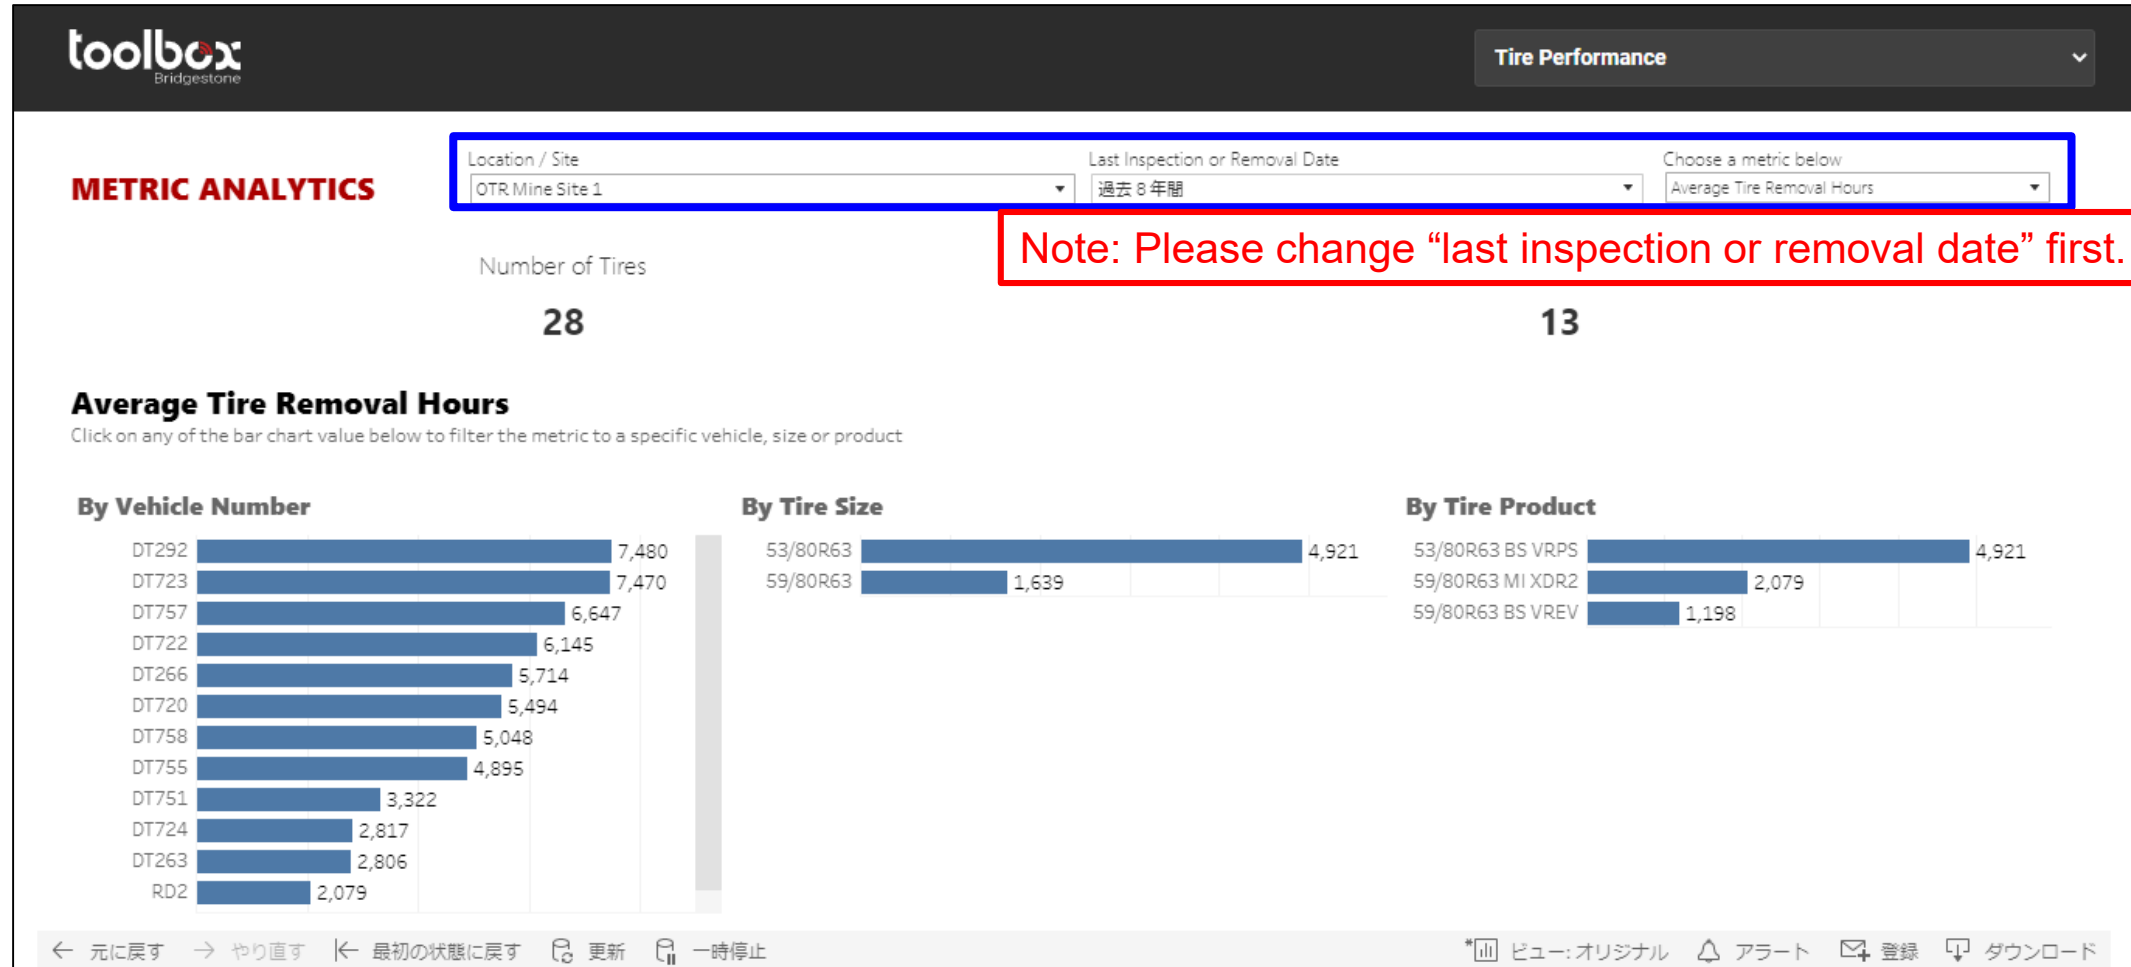 toolbox
Bridgestone
Tire Performance
METRIC ANALYTICS
Location / Site
OTR Mine Site 1
Last Inspection or Removal Date
過去 8 年間
Choose a metric below
Average Tire Removal Hours
Note: Please change “last inspection or removal date” first.
Number of Tires
28
13
Average Tire Removal Hours
Click on any of the bar chart value below to filter the metric to a specific vehicle, size or product
By Vehicle Number
DT292 7,480
DT723 7,470
DT757 6,647
DT722 6,145
DT266 5,714
DT720 5,494
DT758 5,048
DT755 4,895
DT751 3,322
DT724 2,817
DT263 2,806
RD2 2,079
By Tire Size
53/80R63 4,921
59/80R63 1,639
By Tire Product
53/80R63 BS VRPS 4,921
59/80R63 MI XDR2 2,079
59/80R63 BS VREV 1,198
← 元に戻す → やり直す |← 最初の状態に戻す 更新 一時停止
* ビュー: オリジナル アラート 登録 ダウンロード